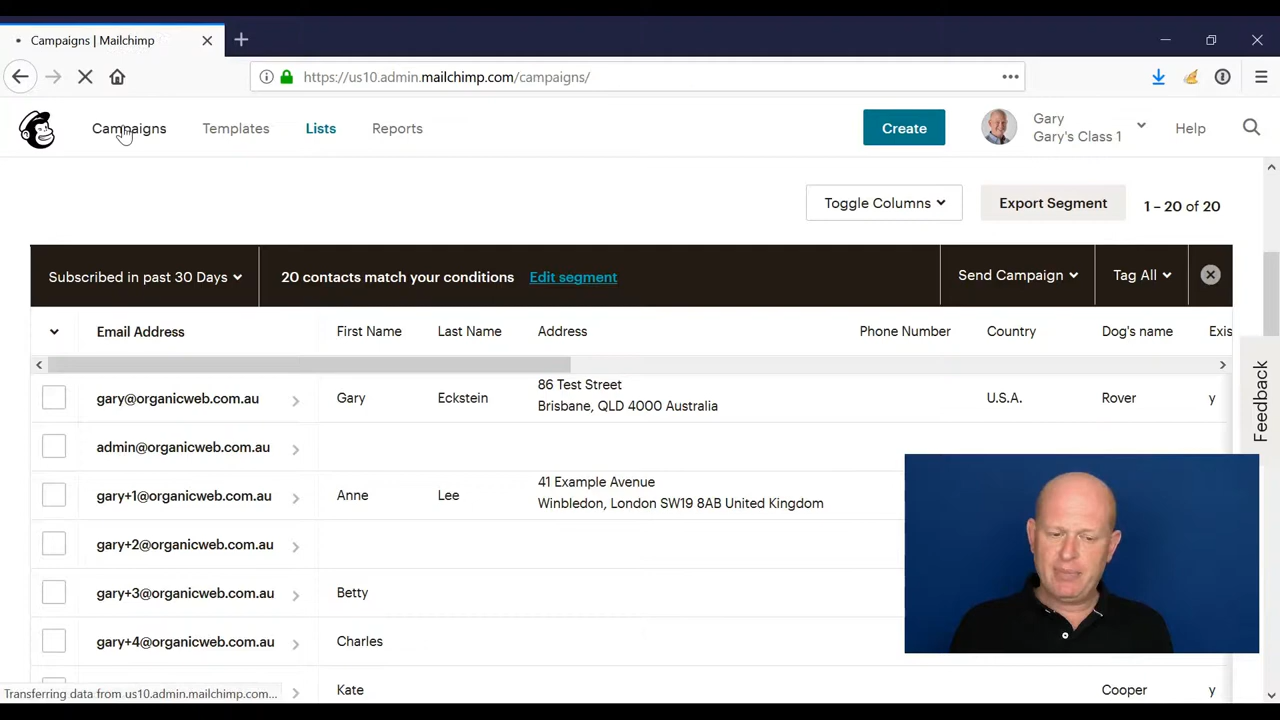 Campaigns | Mailchimp
https://us10.admin.mailchimp.com/campaigns/
Campaigns Templates Lists Reports Create Gary Help
Gary's Class 1
Toggle Columns Export Segment 1 – 20 of 20
Subscribed in past 30 Days 20 contacts match your conditions Edit segment Send Campaign Tag All
Email Address First Name Last Name Address Phone Number Country Dog's name Exis
gary@organicweb.com.au Gary Eckstein 86 Test Street U.S.A. Rover y
Brisbane, QLD 4000 Australia
admin@organicweb.com.au
gary+1@organicweb.com.au Anne Lee 41 Example Avenue
Winbledon, London SW19 8AB United Kingdom
gary+2@organicweb.com.au
gary+3@organicweb.com.au Betty
gary+4@organicweb.com.au Charles
Kate Cooper y
Transferring data from us10.admin.mailchimp.com...
Feedback